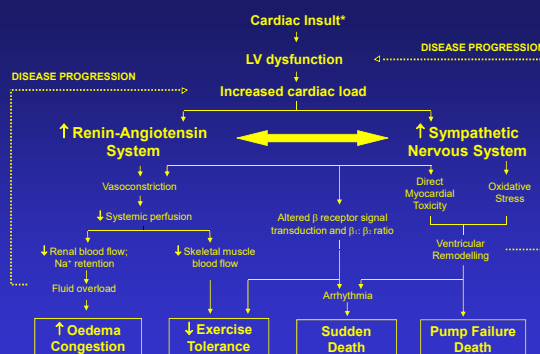 Cardiac Insult*
DISEASE PROGRESSION
LV dysfunction
DISEASE PROGRESSION
Increased cardiac load
↑ Renin-Angiotensin
System
↑ Sympathetic
Nervous System
Vasoconstriction
Direct
Myocardial
Toxicity
Oxidative
Stress
↓ Systemic perfusion
Altered β receptor signal
transduction and β₁: β₂ ratio
↓ Renal blood flow;
Na⁺ retention
↓ Skeletal muscle
blood flow
Ventricular
Remodelling
Fluid overload
Arrhythmia
↑ Oedema
Congestion
↓ Exercise
Tolerance
Sudden
Death
Pump Failure
Death